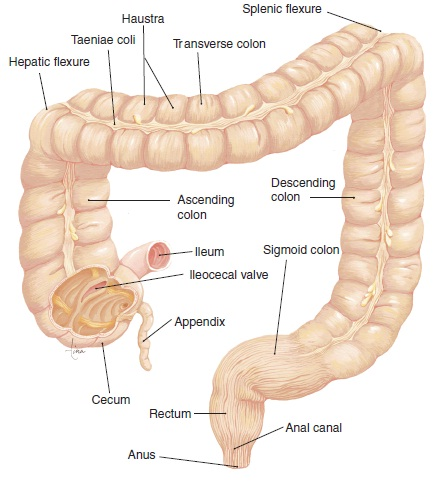 Splenic flexure
Haustra
Taeniae coli
Transverse colon
Hepatic flexure
Ascending
colon
Descending
colon
Ileum
Sigmoid colon
Ileocecal valve
Appendix
Cecum
Rectum
Anal canal
Anus